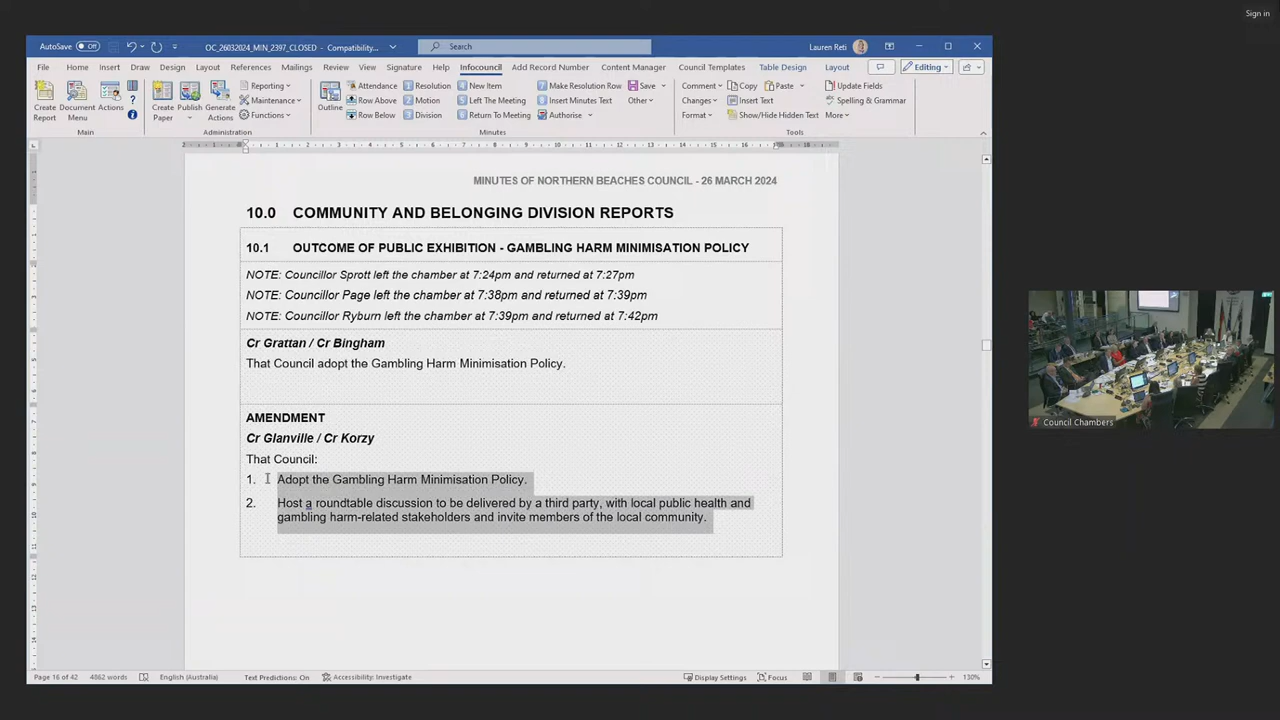 Sign in
AutoSave Off OC_26032024_MIN_2397_CLOSED - Compatibility... Search Lauren Reti
File Home Insert Draw Design Layout References Mailings Review View Signature Help Infocouncil Add Record Number Content Manager Council Templates Table Design Layout Editing
Create Report Document Menu Actions Create Paper Publish Generate Actions Reporting Maintenance Functions Outline Attendance Row Above Row Below 1 Resolution 2 Motion 3 Division 4 New Item 5 Left The Meeting 6 Return To Meeting 7 Make Resolution Row 8 Insert Minutes Text Authorise Save Other Comment Changes Format Copy Paste Insert Text Show/Hide Hidden Text Update Fields Spelling & Grammar More
Main Administration Minutes Tools
MINUTES OF NORTHERN BEACHES COUNCIL - 26 MARCH 2024
10.0 COMMUNITY AND BELONGING DIVISION REPORTS
10.1 OUTCOME OF PUBLIC EXHIBITION - GAMBLING HARM MINIMISATION POLICY
NOTE: Councillor Sprott left the chamber at 7:24pm and returned at 7:27pm
NOTE: Councillor Page left the chamber at 7:38pm and returned at 7:39pm
NOTE: Councillor Ryburn left the chamber at 7:39pm and returned at 7:42pm
Cr Grattan / Cr Bingham
That Council adopt the Gambling Harm Minimisation Policy.
AMENDMENT
Cr Glanville / Cr Korzy
That Council:
1. Adopt the Gambling Harm Minimisation Policy.
2. Host a roundtable discussion to be delivered by a third party, with local public health and
gambling harm-related stakeholders and invite members of the local community.
Council Chambers
Page 16 of 42 4862 words English (Australia) Text Predictions: On Accessibility: Investigate Display Settings Focus 130%